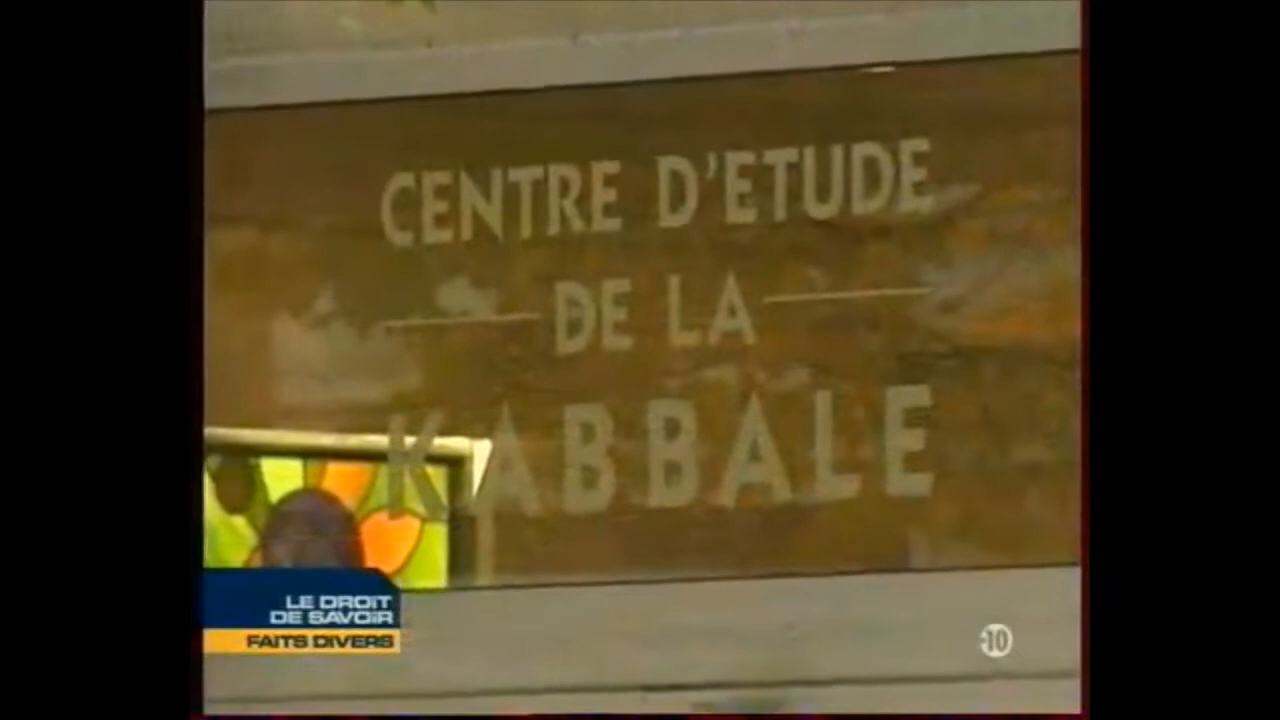 CENTRE D'ETUDE
DE LA
KABBALE
LE DROIT
DE SAVOIR
FAITS DIVERS
-10